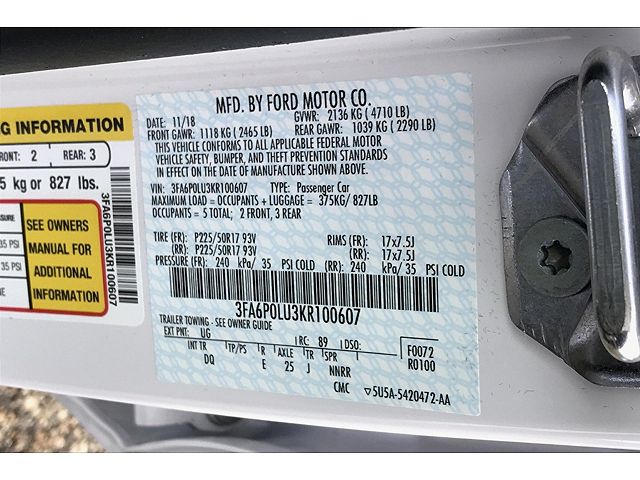 NG INFORMATION
FRONT: 2 REAR: 3
5 kg or 827 lbs.
35 PSI
35 PSI
SEE OWNERS
MANUAL FOR
ADDITIONAL
INFORMATION
3FA6P0LU3KR100607
MFD. BY FORD MOTOR CO.
DATE: 11/18 GVWR: 2136 KG ( 4710 LB)
FRONT GAWR: 1118 KG ( 2465 LB) REAR GAWR: 1039 KG ( 2290 LB)
THIS VEHICLE CONFORMS TO ALL APPLICABLE FEDERAL MOTOR
VEHICLE SAFETY, BUMPER, AND THEFT PREVENTION STANDARDS
IN EFFECT ON THE DATE OF MANUFACTURE SHOWN ABOVE.
VIN: 3FA6P0LU3KR100607 TYPE: Passenger Car
MAXIMUM LOAD = OCCUPANTS + LUGGAGE = 375KG/ 827LB
OCCUPANTS = 5 TOTAL; 2 FRONT, 3 REAR
TIRE (FR): P225/50R17 93V RIMS (FR): 17x7.5J
(RR): P225/50R17 93V (RR): 17x7.5J
PRESSURE (FR): 240 kPa/ 35 PSI COLD (RR): 240 kPa/ 35 PSI COLD
3FA6P0LU3KR100607
TRAILER TOWING - SEE OWNER GUIDE
EXT PNT: UG RC: 89 DSO: F0072
INT TR TP/PS R AXLE TR SPR R0100
DQ E 25 J NNRR
CMC ▽5U5A-5420472-AA